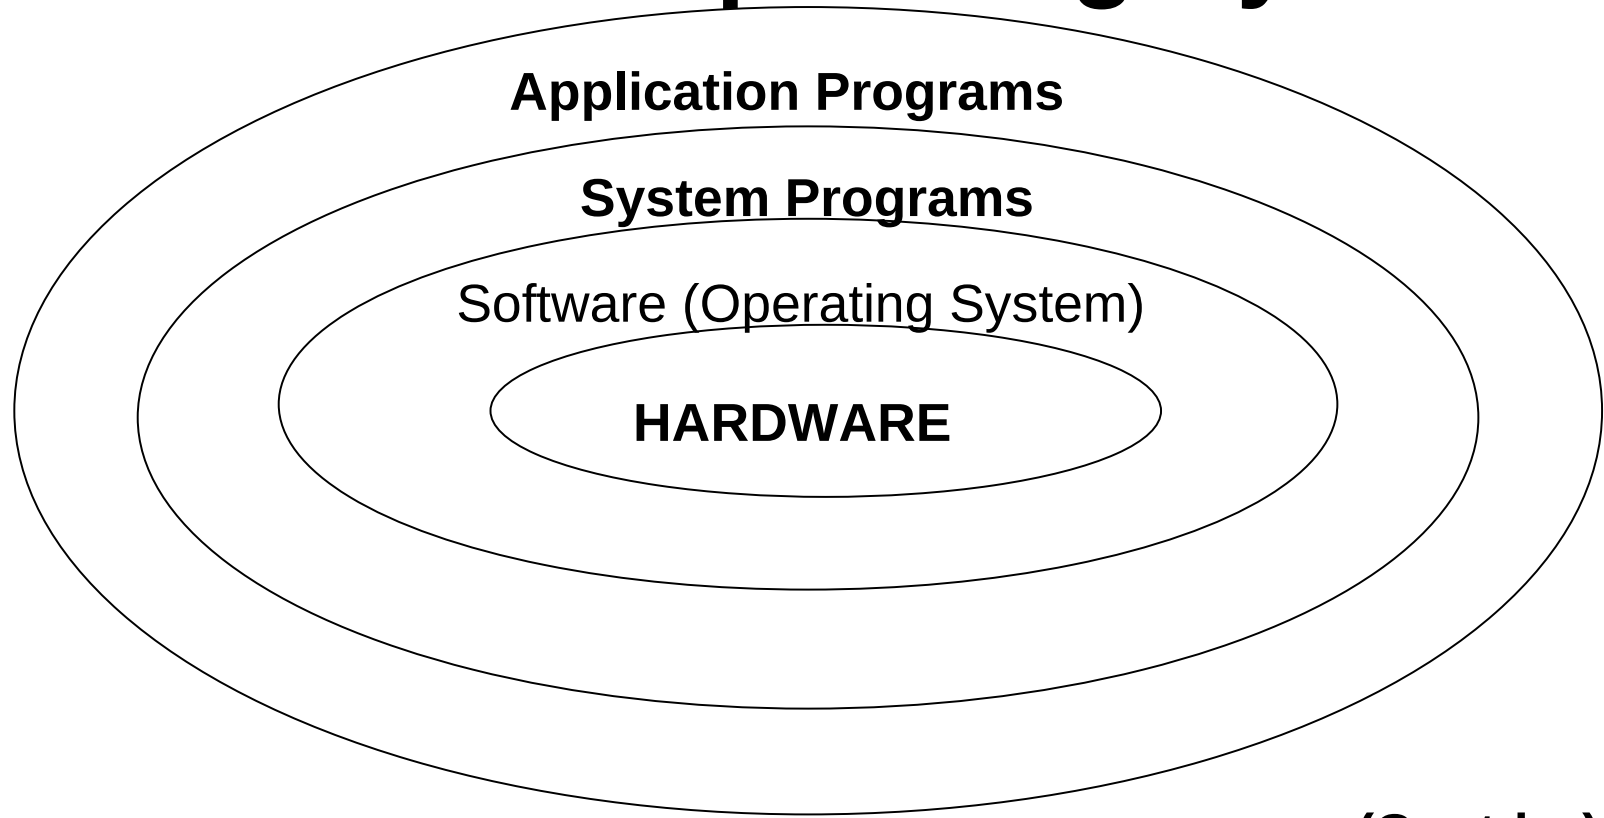 Application Programs
System Programs
Software (Operating System)
HARDWARE